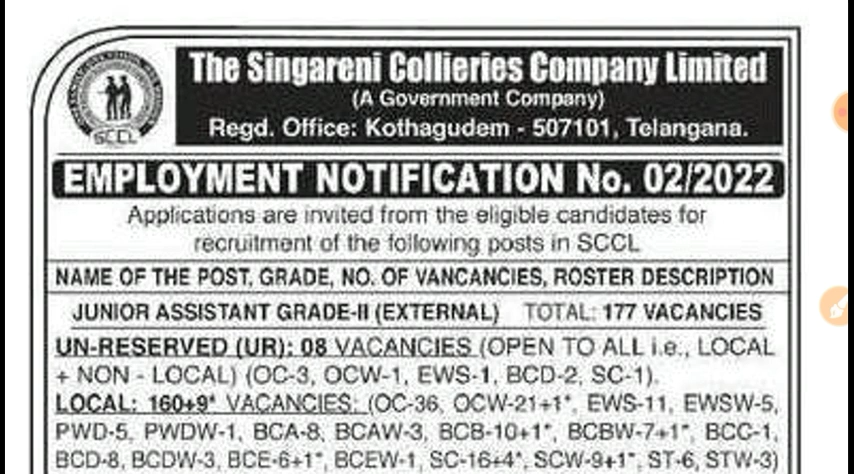 The Singareni Collieries Company Limited
(A Government Company)
Regd. Office: Kothagudem - 507101, Telangana.
SCCL
EMPLOYMENT NOTIFICATION No. 02/2022
Applications are invited from the eligible candidates for
recruitment of the following posts in SCCL
NAME OF THE POST, GRADE, NO. OF VANCANCIES, ROSTER DESCRIPTION
JUNIOR ASSISTANT GRADE-II (EXTERNAL) TOTAL: 177 VACANCIES
UN-RESERVED (UR): 08 VACANCIES (OPEN TO ALL i.e., LOCAL
+ NON - LOCAL) (OC-3, OCW-1, EWS-1, BCD-2, SC-1).
LOCAL: 160+9* VACANCIES: (OC-36, OCW-21+1*, EWS-11, EWSW-5,
PWD-5, PWDW-1, BCA-8, BCAW-3, BCB-10+1*, BCBW-7+1*, BCC-1,
BCD-8, BCDW-3, BCE-6+1*, BCEW-1, SC-16+4*, SCW-9+1*, ST-6, STW-3)